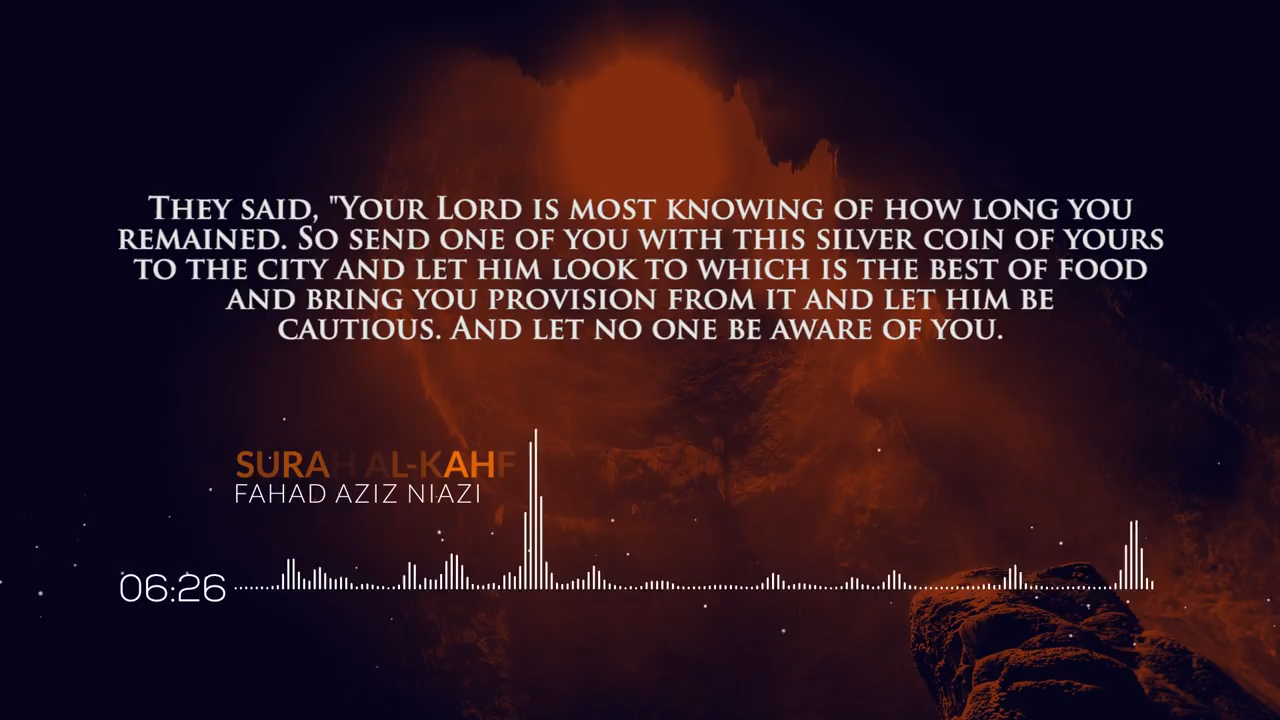 They said, "Your Lord is most knowing of how long you
remained. So send one of you with this silver coin of yours
to the city and let him look to which is the best of food
and bring you provision from it and let him be
cautious. And let no one be aware of you.
SURAH AL-KAHF
FAHAD AZIZ NIAZI
06:26